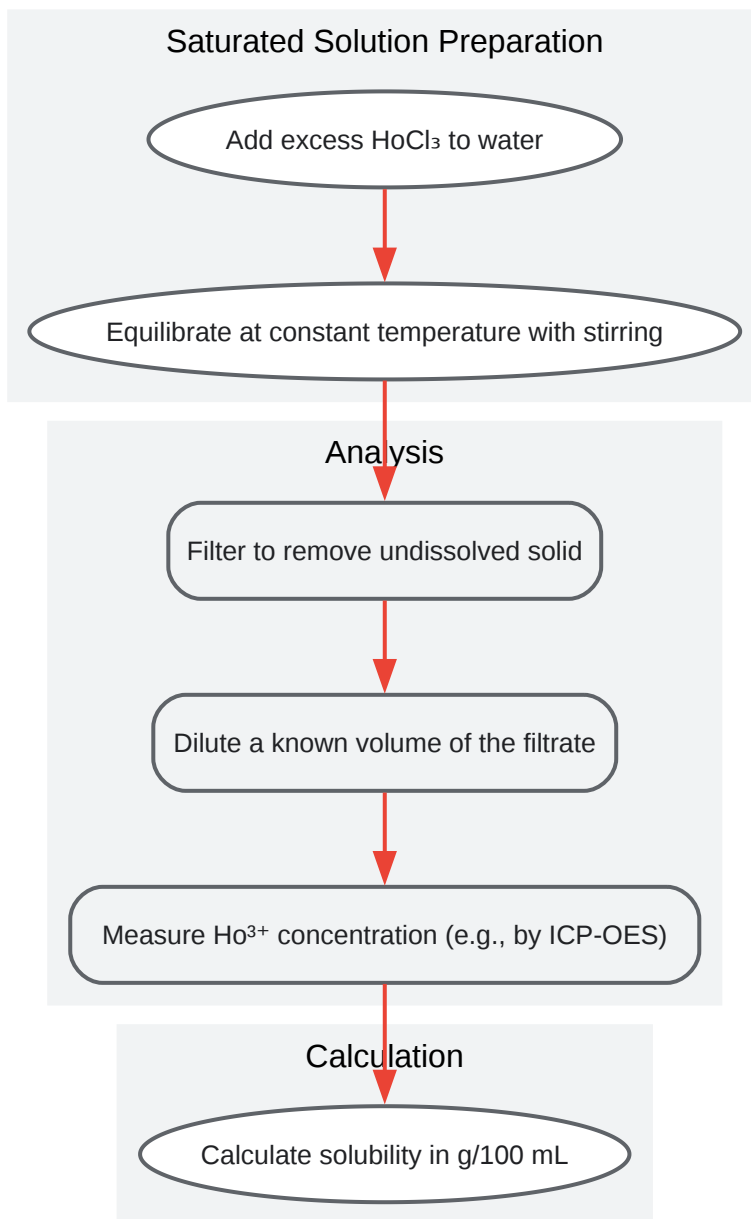 Saturated Solution Preparation
Add excess HoCl₃ to water
Equilibrate at constant temperature with stirring
Analysis
Filter to remove undissolved solid
Dilute a known volume of the filtrate
Measure Ho³⁺ concentration (e.g., by ICP-OES)
Calculation
Calculate solubility in g/100 mL